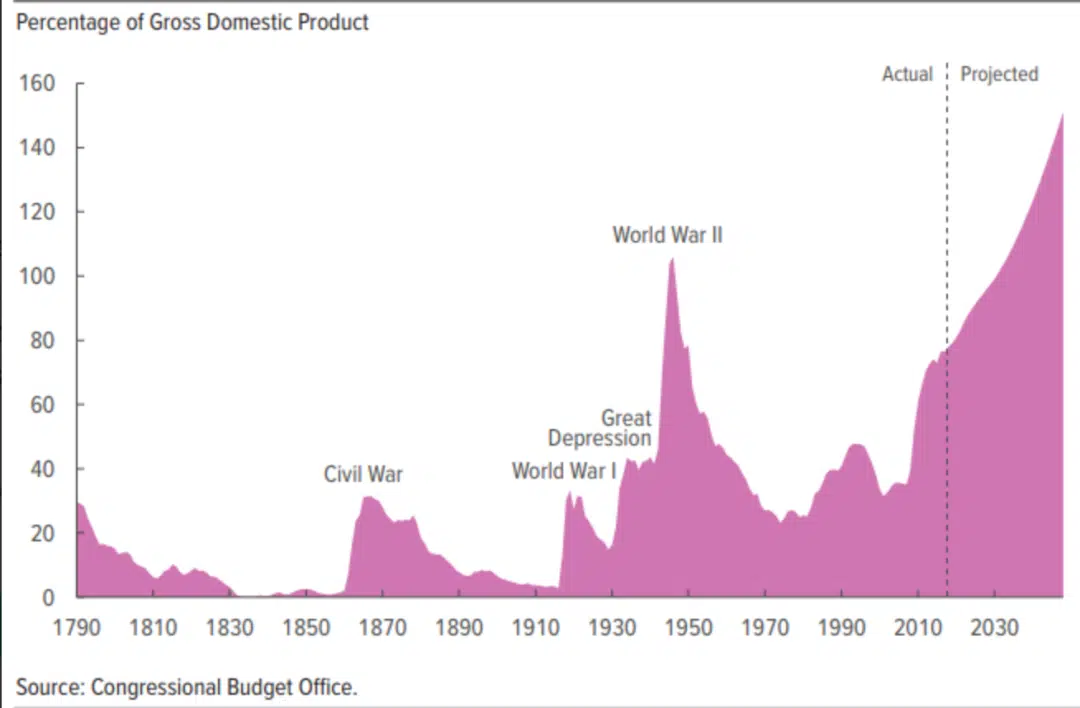 Percentage of Gross Domestic Product
160
Actual
Projected
140
120
World War II
100
80
60
Great
Depression
40
World War I
Civil War
20
0
1790 1810 1830 1850 1870 1890 1910 1930 1950 1970 1990 2010 2030
Source: Congressional Budget Office.